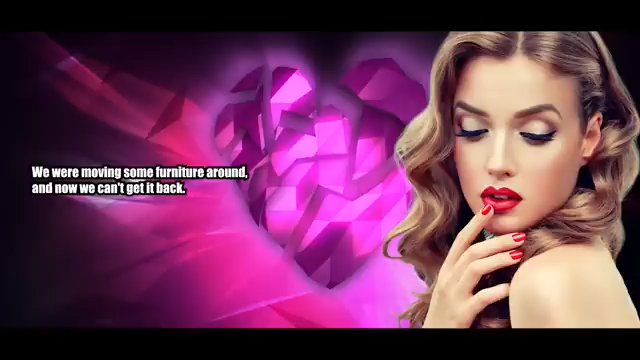 We were moving some furniture around,
and now we can't get it back.